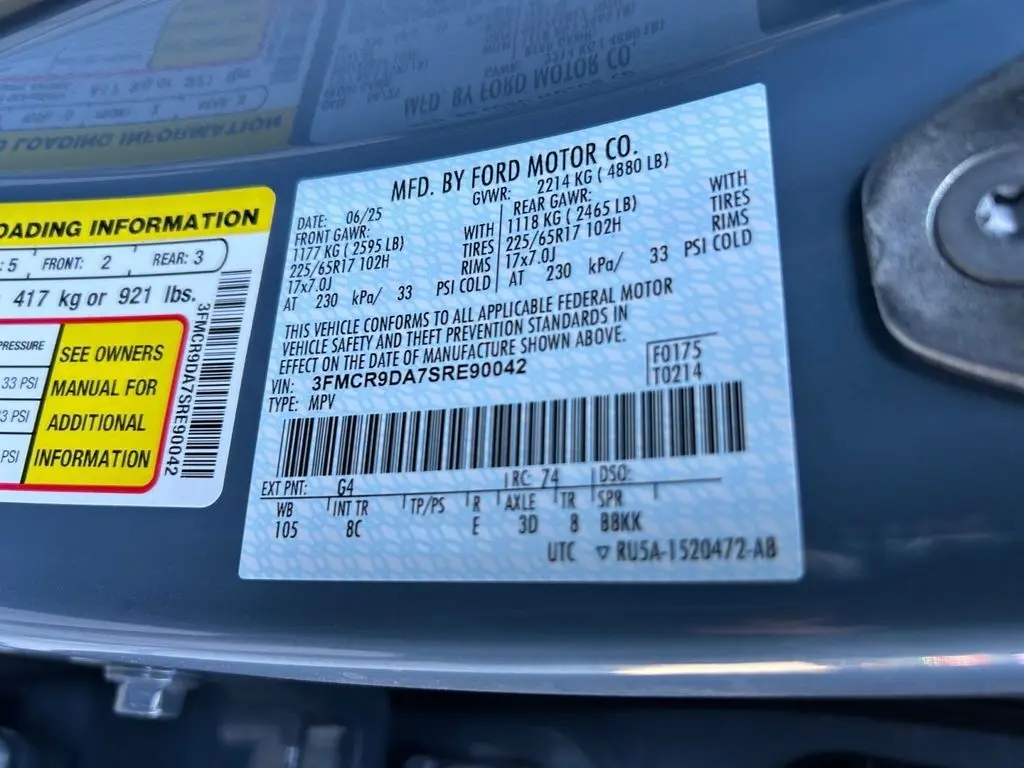 OADING INFORMATION
: 5 FRONT: 2 REAR: 3
417 kg or 921 lbs.
PRESSURE
33 PSI
3 PSI
PSI
SEE OWNERS
MANUAL FOR
ADDITIONAL
INFORMATION
3FMCR9DA7SRE90042
MFD. BY FORD MOTOR CO.
DATE: 06/25 GVWR: 2214 KG ( 4880 LB)
FRONT GAWR: REAR GAWR:
1177 KG ( 2595 LB) WITH 1118 KG ( 2465 LB) WITH
225/65R17 102H TIRES 225/65R17 102H TIRES
17x7.0J RIMS 17x7.0J RIMS
AT 230 kPa/ 33 PSI COLD AT 230 kPa/ 33 PSI COLD
THIS VEHICLE CONFORMS TO ALL APPLICABLE FEDERAL MOTOR
VEHICLE SAFETY AND THEFT PREVENTION STANDARDS IN
EFFECT ON THE DATE OF MANUFACTURE SHOWN ABOVE.
VIN: 3FMCR9DA7SRE90042 F0175
TYPE: MPV T0214
EXT PNT: G4 RC: 74 DSO:
WB INT TR TP/PS R AXLE TR SPR
105 8C E 3D 8 BBKK
UTC ▽ RU5A-1520472-AB